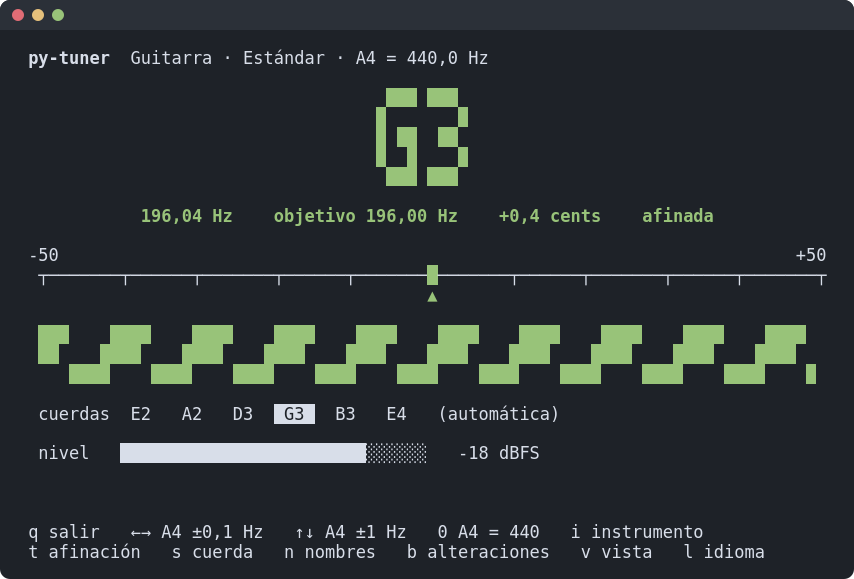 py-tuner Guitarra · Estándar · A4 = 440,0 Hz
G3
196,04 Hz objetivo 196,00 Hz +0,4 cents afinada
-50 +50
cuerdas E2 A2 D3 G3 B3 E4 (automática)
nivel -18 dBFS
q salir ←→ A4 ±0,1 Hz ↑↓ A4 ±1 Hz 0 A4 = 440 i instrumento
t afinación s cuerda n nombres b alteraciones v vista l idioma